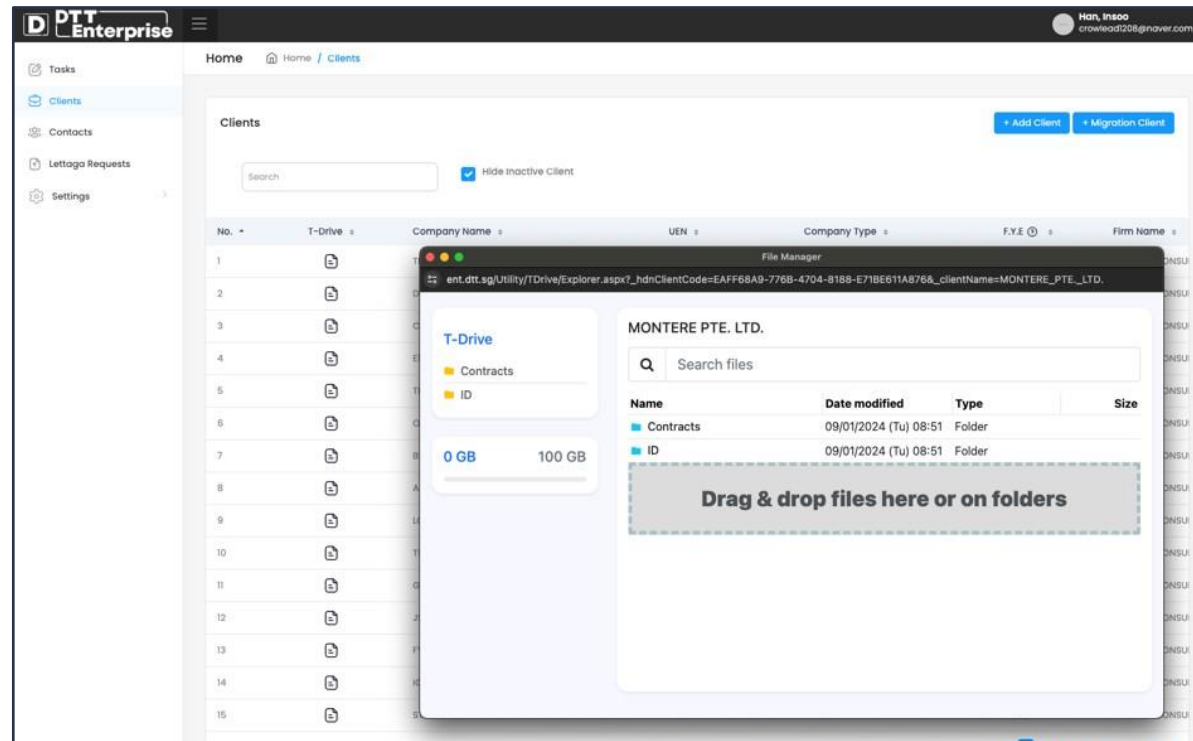 D DTT Enterprise
Han, Insoo
crowlead1208@naver.com
Tasks
Clients
Contacts
Lettaga Requests
Settings
Home
Home / Clients
Clients
+ Add Client
+ Migration Client
Search
Hide Inactive Client
No. T-Drive Company Name UEN Company Type F.Y.E Firm Name
1
2
3
4
5
6
7
8
9
10
11
12
13
14
15
File Manager
ent.dtt.sg/Utility/TDrive/Explorer.aspx?_hdnClientCode=EAFF68A9-776B-4704-8188-E71BE611A876&_clientName=MONTERE_PTE._LTD.
T-Drive
Contracts
ID
0 GB 100 GB
MONTERE PTE. LTD.
Search files
Name Date modified Type Size
Contracts 09/01/2024 (Tu) 08:51 Folder
ID 09/01/2024 (Tu) 08:51 Folder
Drag & drop files here or on folders